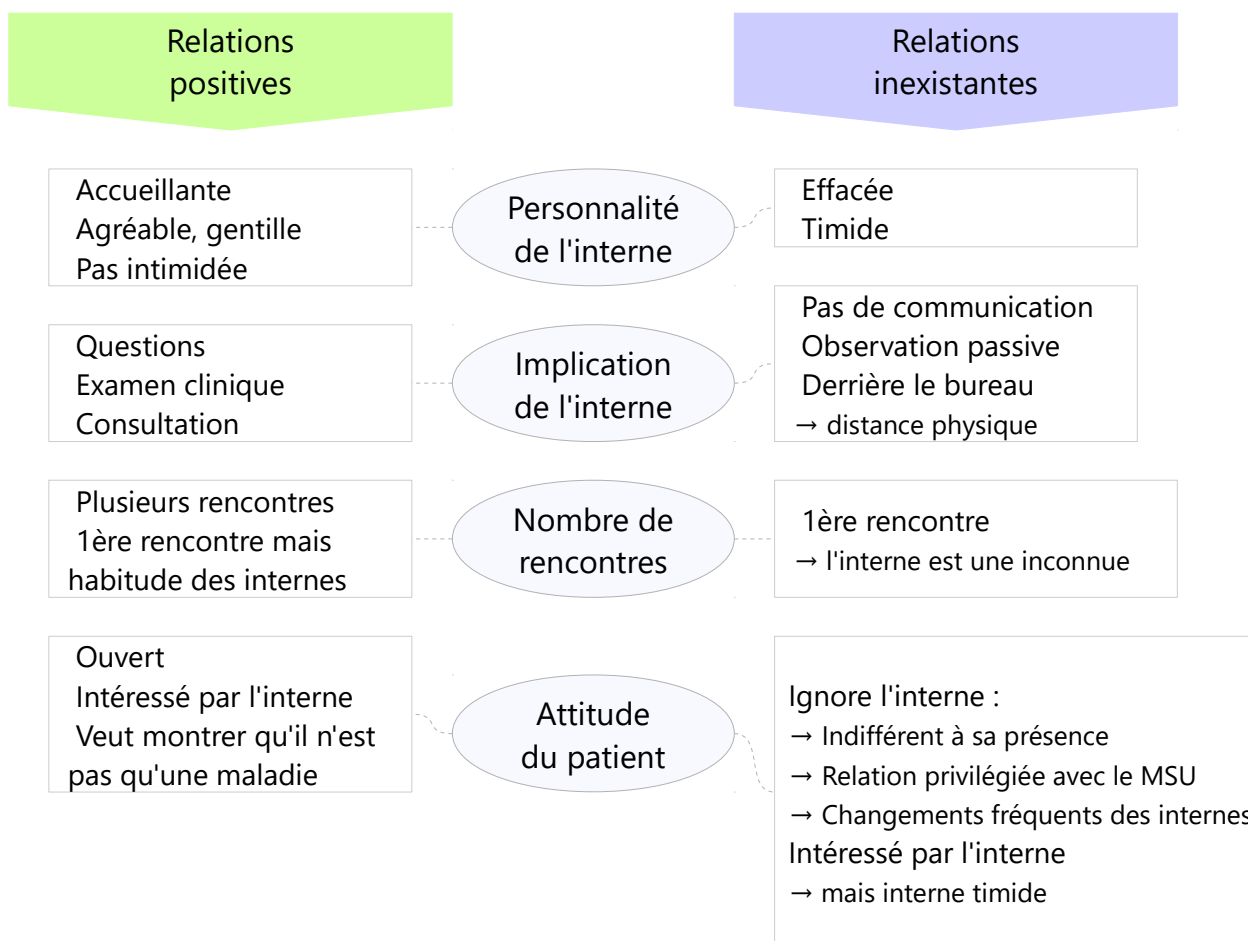 Relations
positives
Relations
inexistantes
Accueillante
Agréable, gentille
Pas intimidée
Personnalité
de l'interne
Effacée
Timide
Questions
Examen clinique
Consultation
Implication
de l'interne
Pas de communication
Observation passive
Derrière le bureau
→ distance physique
Plusieurs rencontres
1ère rencontre mais
habitude des internes
Nombre de
rencontres
1ère rencontre
→ l'interne est une inconnue
Ouvert
Intéressé par l'interne
Veut montrer qu'il n'est
pas qu'une maladie
Attitude
du patient
Ignore l'interne :
→ Indifférent à sa présence
→ Relation privilégiée avec le MSU
→ Changements fréquents des internes
Intéressé par l'interne
→ mais interne timide